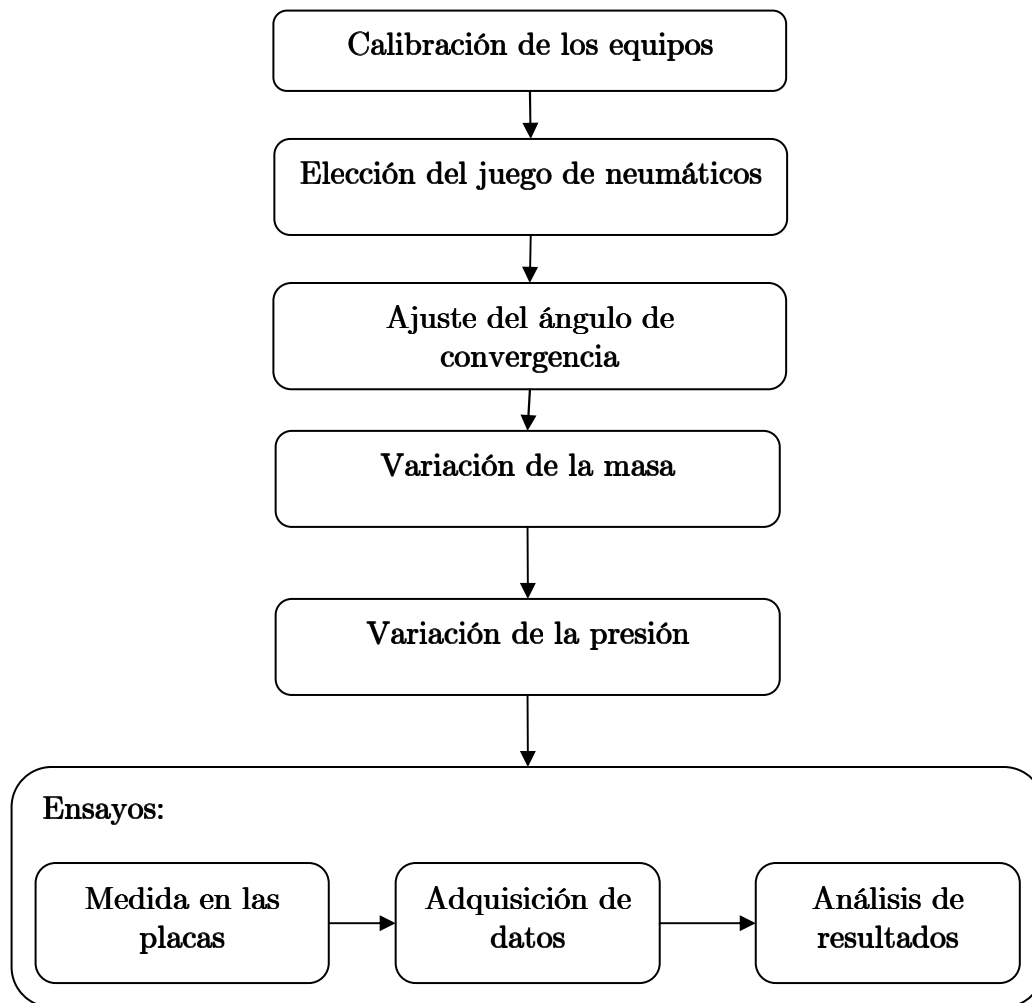 Calibración de los equipos
Elección del juego de neumáticos
Ajuste del ángulo de
convergencia
Variación de la masa
Variación de la presión
Ensayos:
Medida en las
placas
Adquisición de
datos
Análisis de
resultados